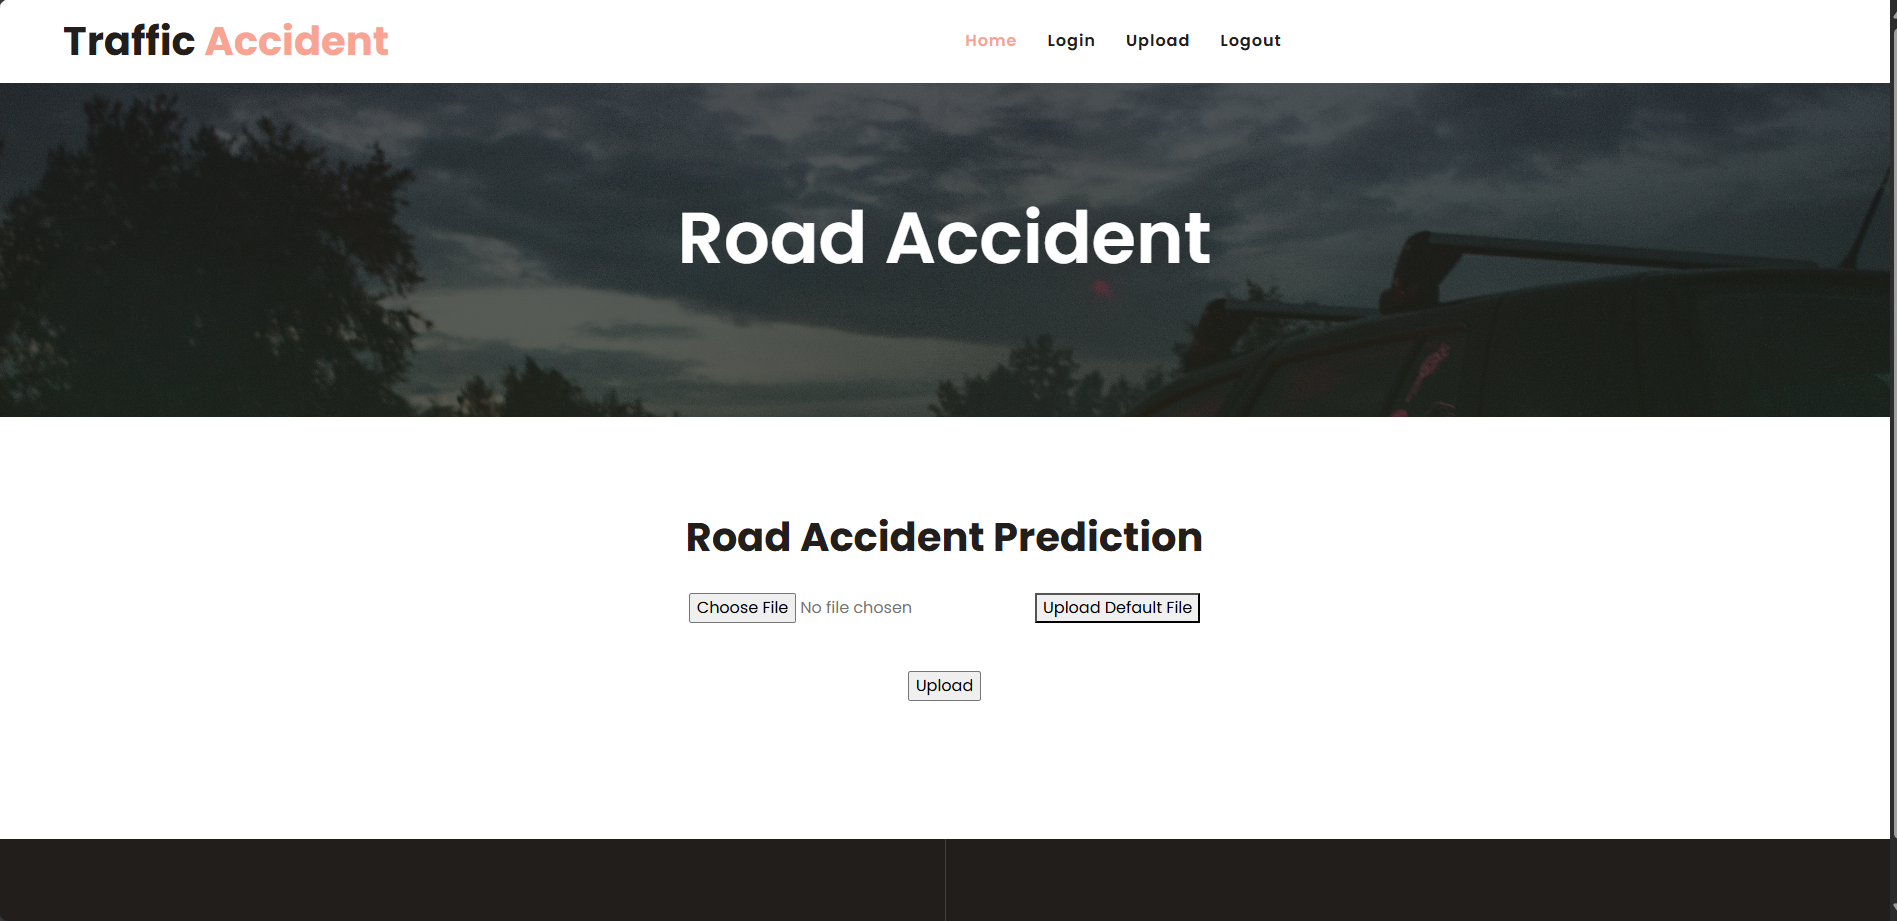 Traffic Accident
Home Login Upload Logout
Road Accident
Road Accident Prediction
Choose File No file chosen Upload Default File
Upload